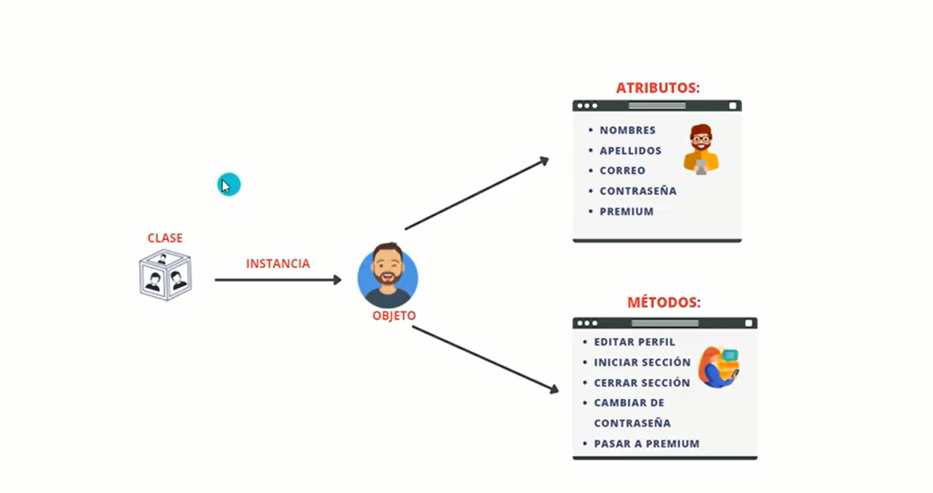 ATRIBUTOS:
• NOMBRES
• APELLIDOS
• CORREO
• CONTRASEÑA
• PREMIUM
CLASE
INSTANCIA
OBJETO
MÉTODOS:
• EDITAR PERFIL
• INICIAR SECCIÓN
• CERRAR SECCIÓN
• CAMBIAR DE
CONTRASEÑA
• PASAR A PREMIUM